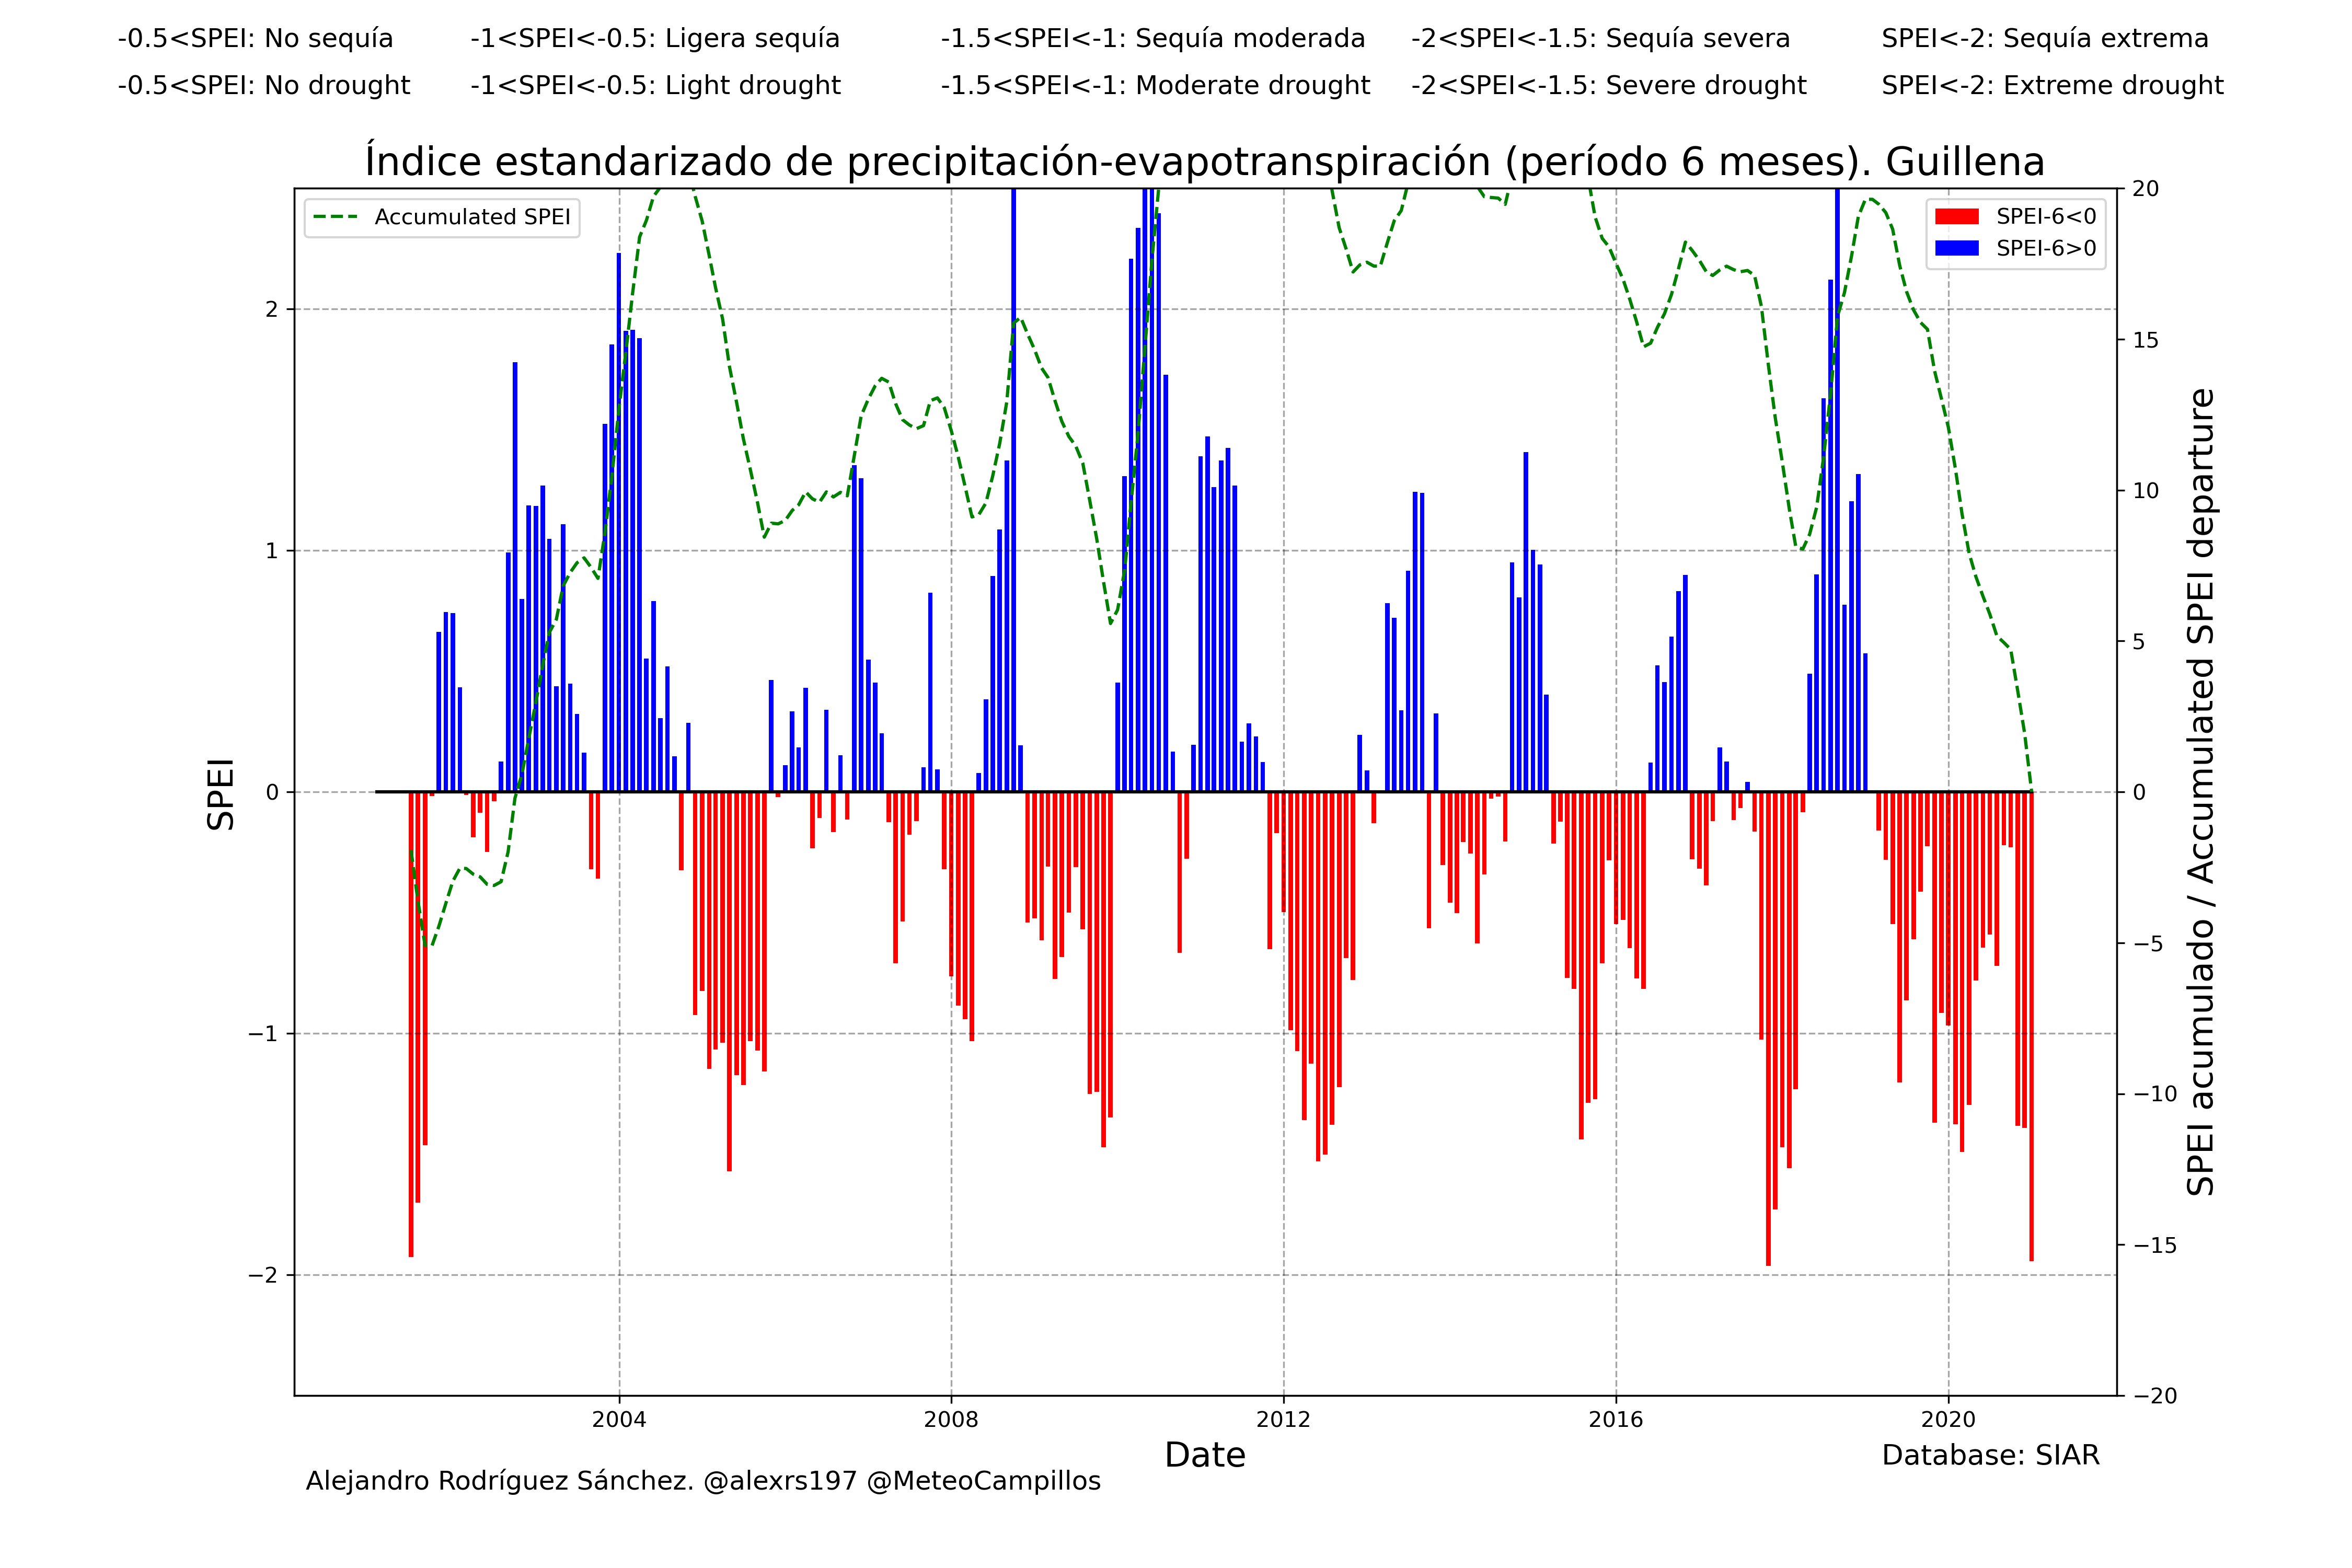 -0.5<SPEI: No sequía -1<SPEI<-0.5: Ligera sequía -1.5<SPEI<-1: Sequía moderada -2<SPEI<-1.5: Sequía severa SPEI<-2: Sequía extrema
-0.5<SPEI: No drought -1<SPEI<-0.5: Light drought -1.5<SPEI<-1: Moderate drought -2<SPEI<-1.5: Severe drought SPEI<-2: Extreme drought
Índice estandarizado de precipitación-evapotranspiración (período 6 meses). Guillena
Accumulated SPEI
SPEI-6<0
SPEI-6>0
SPEI
2
1
0
−1
−2
20
15
10
5
0
−5
−10
−15
−20
SPEI acumulado / Accumulated SPEI departure
2004 2008 2012 2016 2020
Date
Database: SIAR
Alejandro Rodríguez Sánchez. @alexrs197 @MeteoCampillos